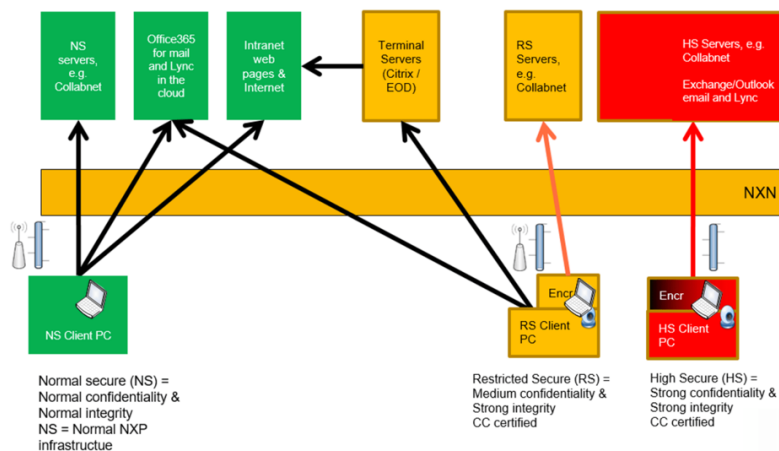 NS
servers,
e.g.
Collabnet
Office365
for mail
and Lync
in the
cloud
Intranet
web
pages &
Internet
Terminal
Servers
(Citrix /
EOD)
RS
Servers,
e.g.
Collabnet
HS Servers, e.g.
Collabnet
Exchange/Outlook
email and Lync
NXN
NS Client PC
Encr
RS Client
PC
Encr
HS Client
PC
Normal secure (NS) =
Normal confidentiality &
Normal integrity
NS = Normal NXP
infrastructue
Restricted Secure (RS) =
Medium confidentiality &
Strong integrity
CC certified
High Secure (HS) =
Strong confidentiality &
Strong integrity
CC certified